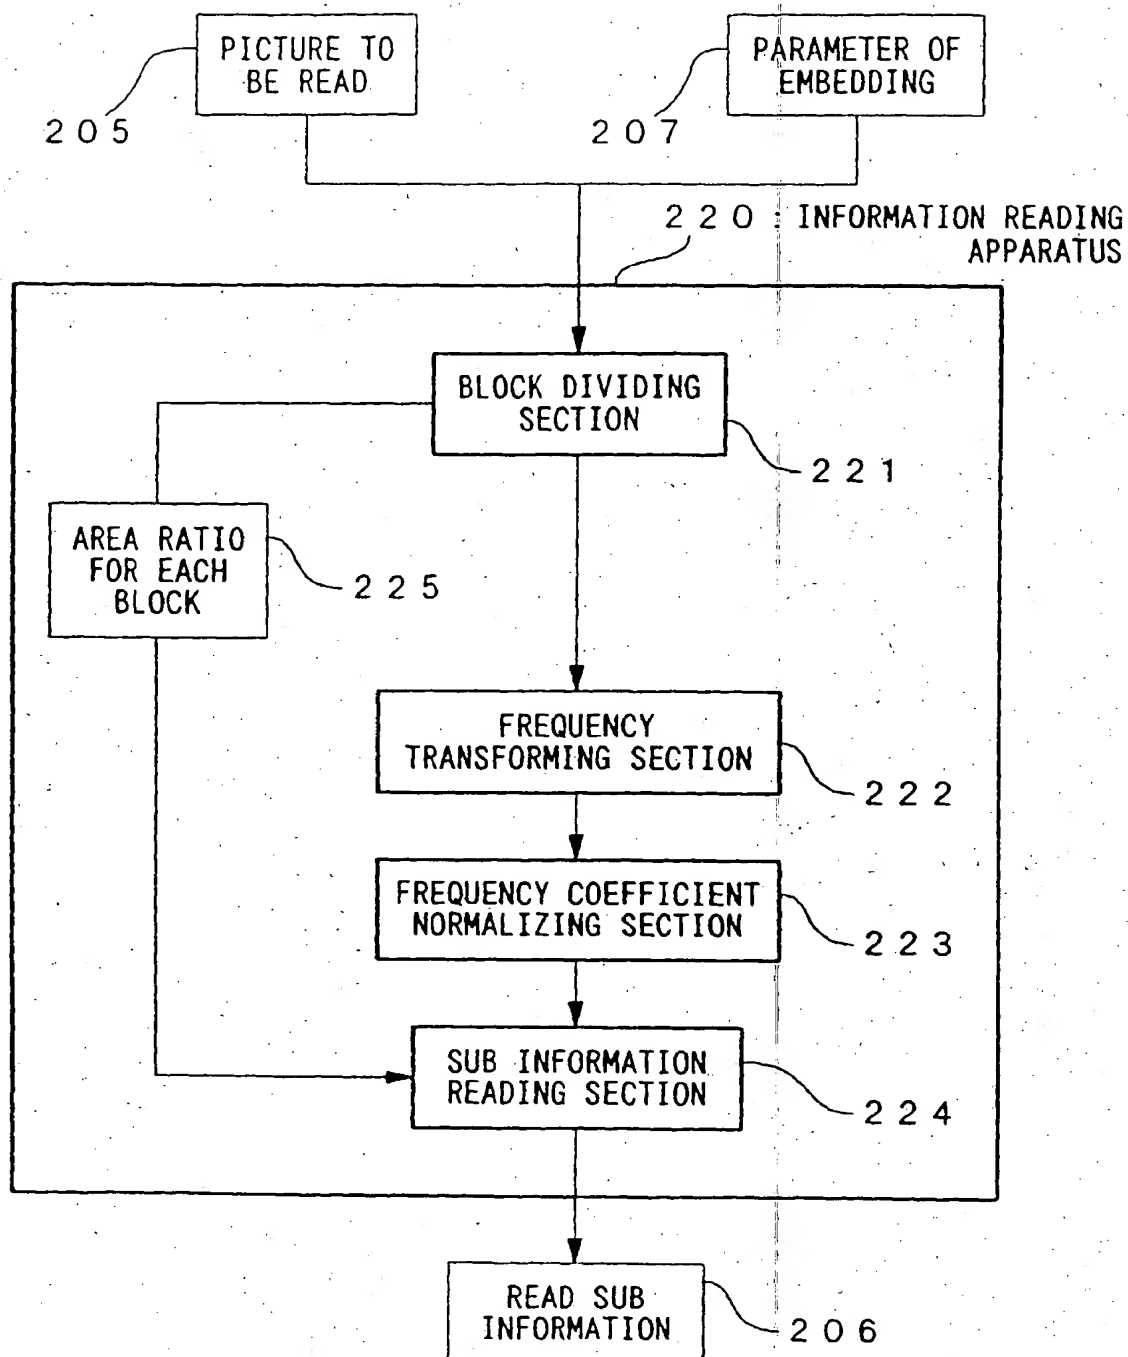 PICTURE TO
BE READ
205
PARAMETER OF
EMBEDDING
207
220 : INFORMATION READING
APPARATUS
BLOCK DIVIDING
SECTION
221
AREA RATIO
FOR EACH
BLOCK
225
FREQUENCY
TRANSFORMING SECTION
222
FREQUENCY COEFFICIENT
NORMALIZING SECTION
223
SUB INFORMATION
READING SECTION
224
READ SUB
INFORMATION
206